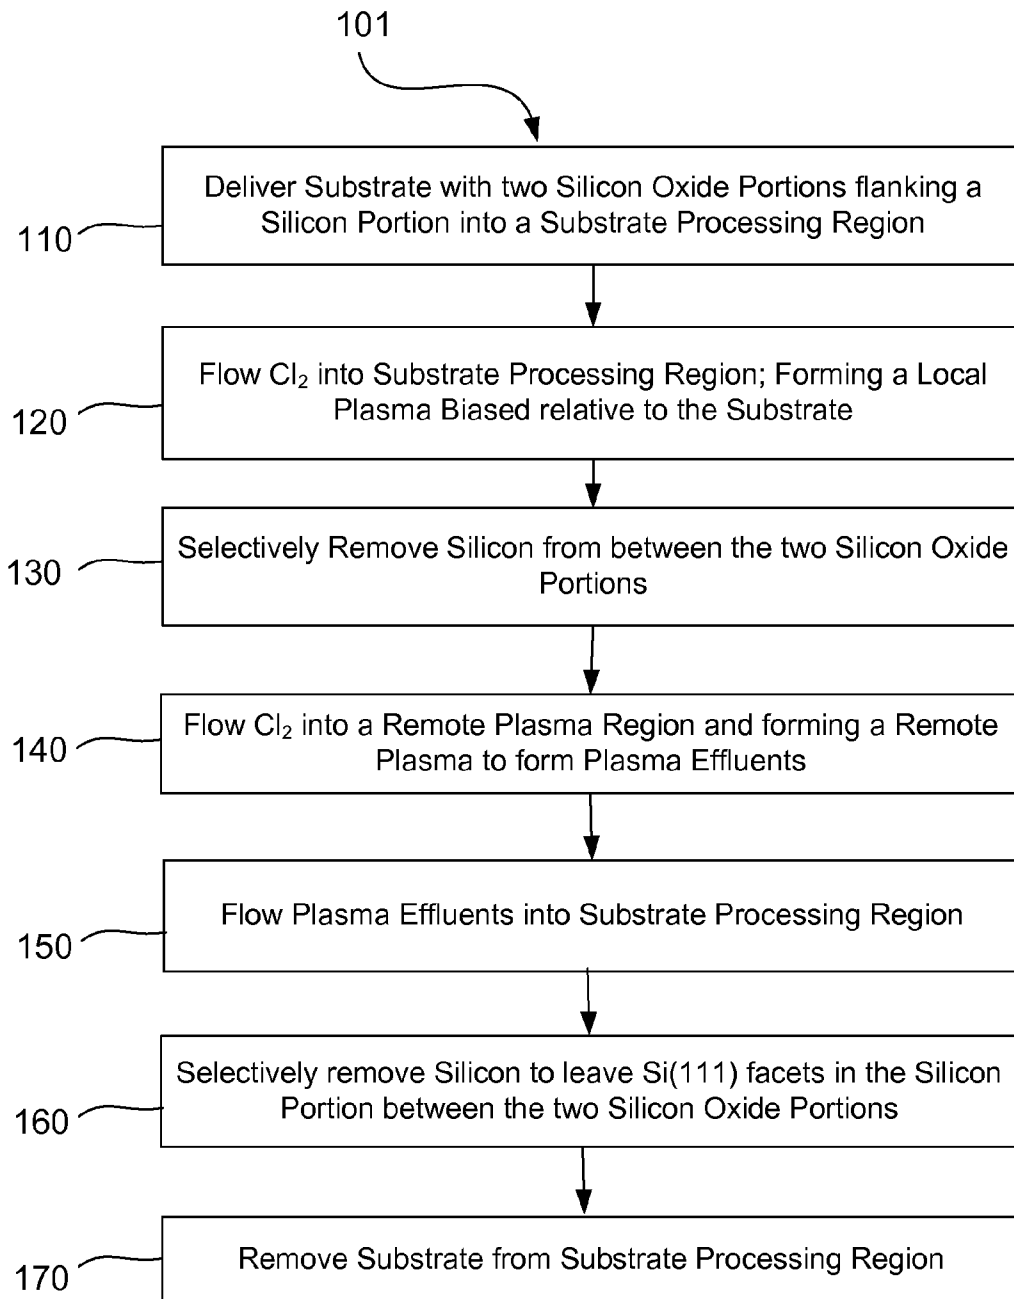 101
Deliver Substrate with two Silicon Oxide Portions flanking a
Silicon Portion into a Substrate Processing Region
110
Flow Cl₂ into Substrate Processing Region; Forming a Local
Plasma Biased relative to the Substrate
120
Selectively Remove Silicon from between the two Silicon Oxide
Portions
130
Flow Cl₂ into a Remote Plasma Region and forming a Remote
Plasma to form Plasma Effluents
140
Flow Plasma Effluents into Substrate Processing Region
150
Selectively remove Silicon to leave Si(111) facets in the Silicon
Portion between the two Silicon Oxide Portions
160
Remove Substrate from Substrate Processing Region
170